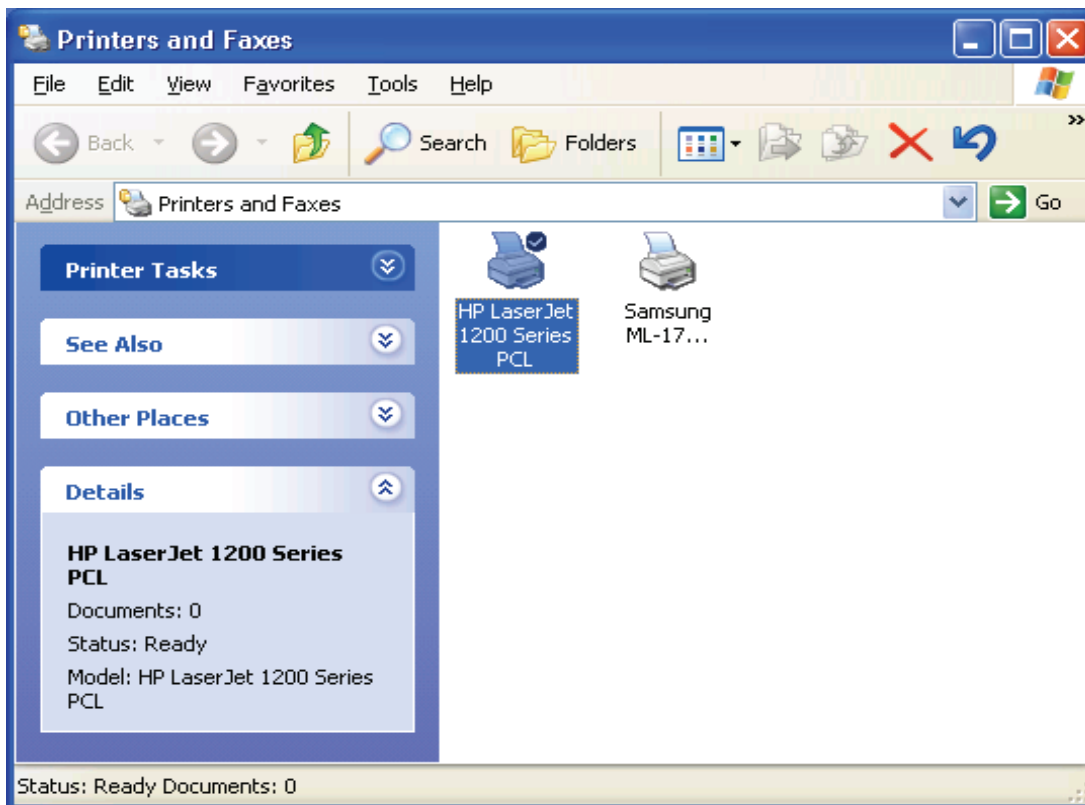 Printers and Faxes
File Edit View Favorites Tools Help
Back Search Folders »
Address Printers and Faxes Go
Printer Tasks
See Also
Other Places
Details
HP LaserJet 1200 Series
PCL
Documents: 0
Status: Ready
Model: HP LaserJet 1200 Series
PCL
HP LaserJet
1200 Series
PCL
Samsung
ML-17...
Status: Ready Documents: 0